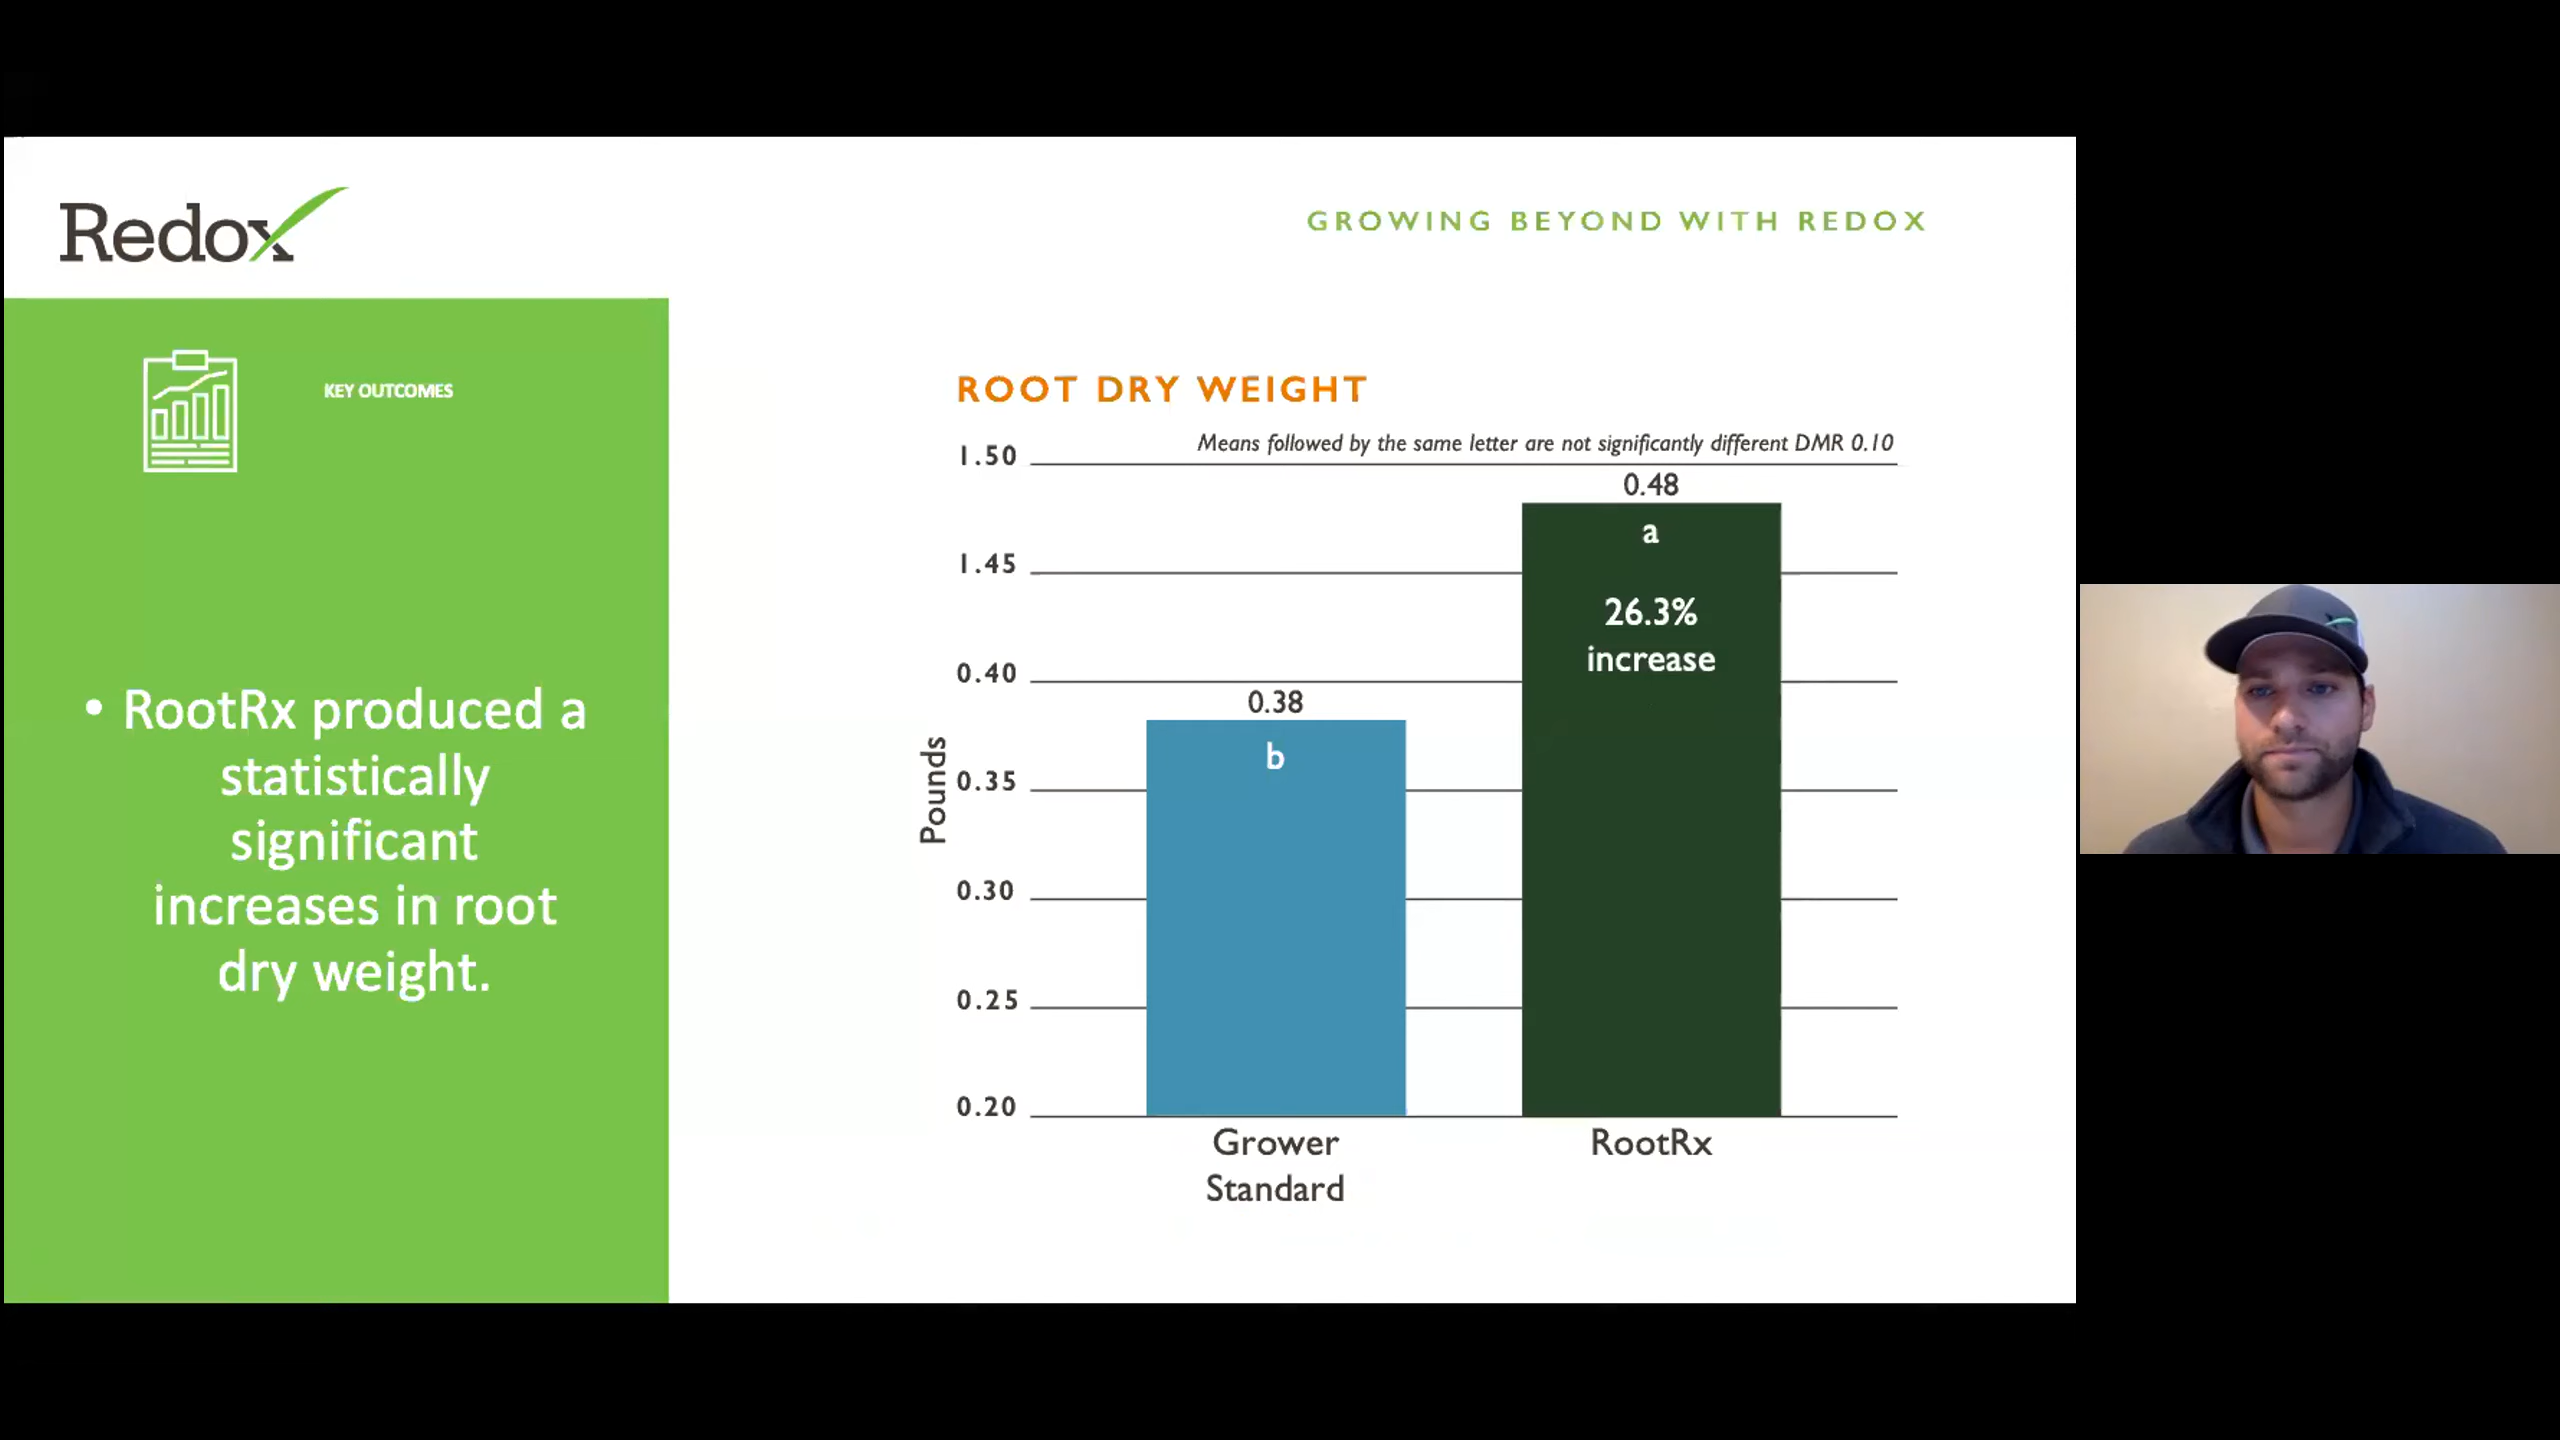 Redox
GROWING BEYOND WITH REDOX
KEY OUTCOMES
• RootRx produced a
statistically
significant
increases in root
dry weight.
ROOT DRY WEIGHT
Means followed by the same letter are not significantly different DMR 0.10
1.50
1.45
0.40
0.35
0.30
0.25
0.20
Pounds
0.38
b
0.48
a
26.3%
increase
Grower
Standard
RootRx